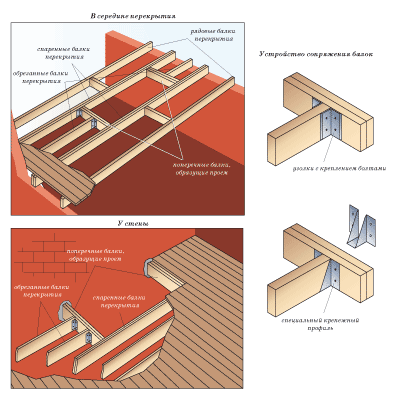 В середине перекрытия
рядовые балки
перекрытия
спаренные балки
перекрытия
обрезанные балки
перекрытия
поперечные балки,
образующие проем
Устройство сопряжения балок
уголки с креплением болтами
У стены
поперечные балки,
образующие проем
обрезанные балки
перекрытия
спаренные балки
перекрытия
специальный крепежный
профиль